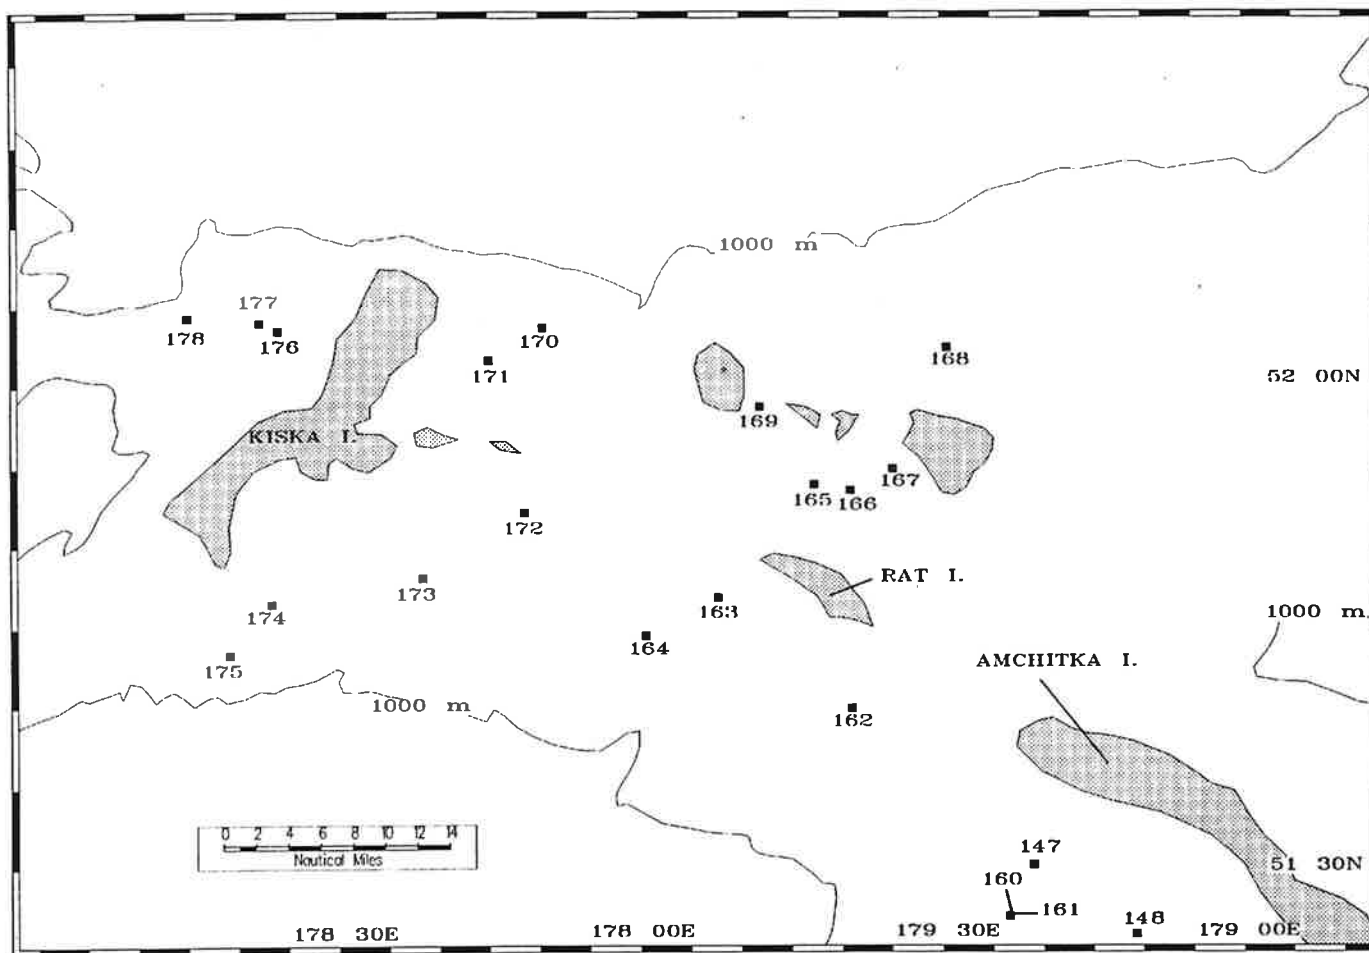 1000 m
177
178
176
170
171
168
52 00N
169
KISKA I.
167
165
166
172
RAT I.
173
163
174
1000 m
164
175
AMCHITKA I.
1000 m
162
0 2 4 6 8 10 12 14
Nautical Miles
147
51 30N
160
161
148
178 30E
178 00E
179 30E
179 00E